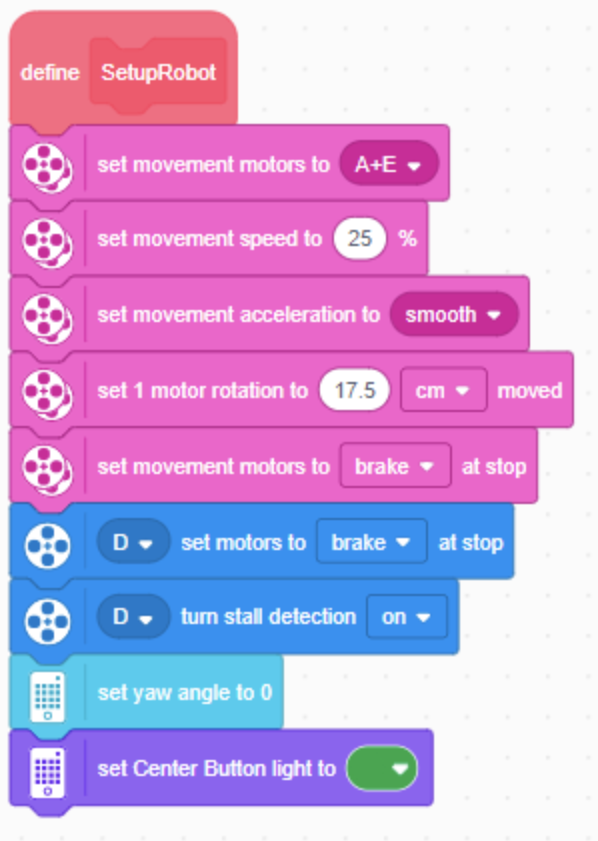 define SetupRobot
set movement motors to A+E
set movement speed to 25 %
set movement acceleration to smooth
set 1 motor rotation to 17.5 cm moved
set movement motors to brake at stop
D set motors to brake at stop
D turn stall detection on
set yaw angle to 0
set Center Button light to